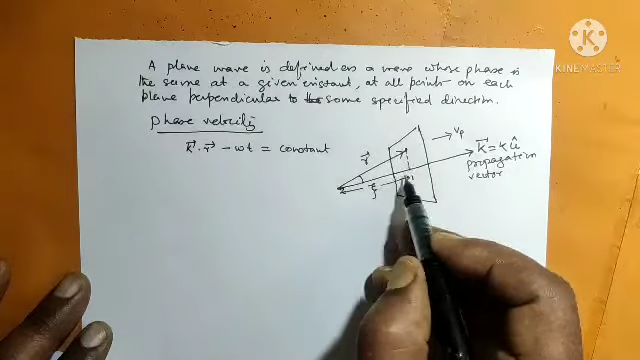 A plane wave is defined as a wave whose phase is
the same at a given instant, at all points on each
plane perpendicular to some specified direction.
phase velocity
k⃗ · r⃗ - ωt = constant
r⃗
ξ
Vp
k⃗ = k û
propagation
vector
KINEMASTER